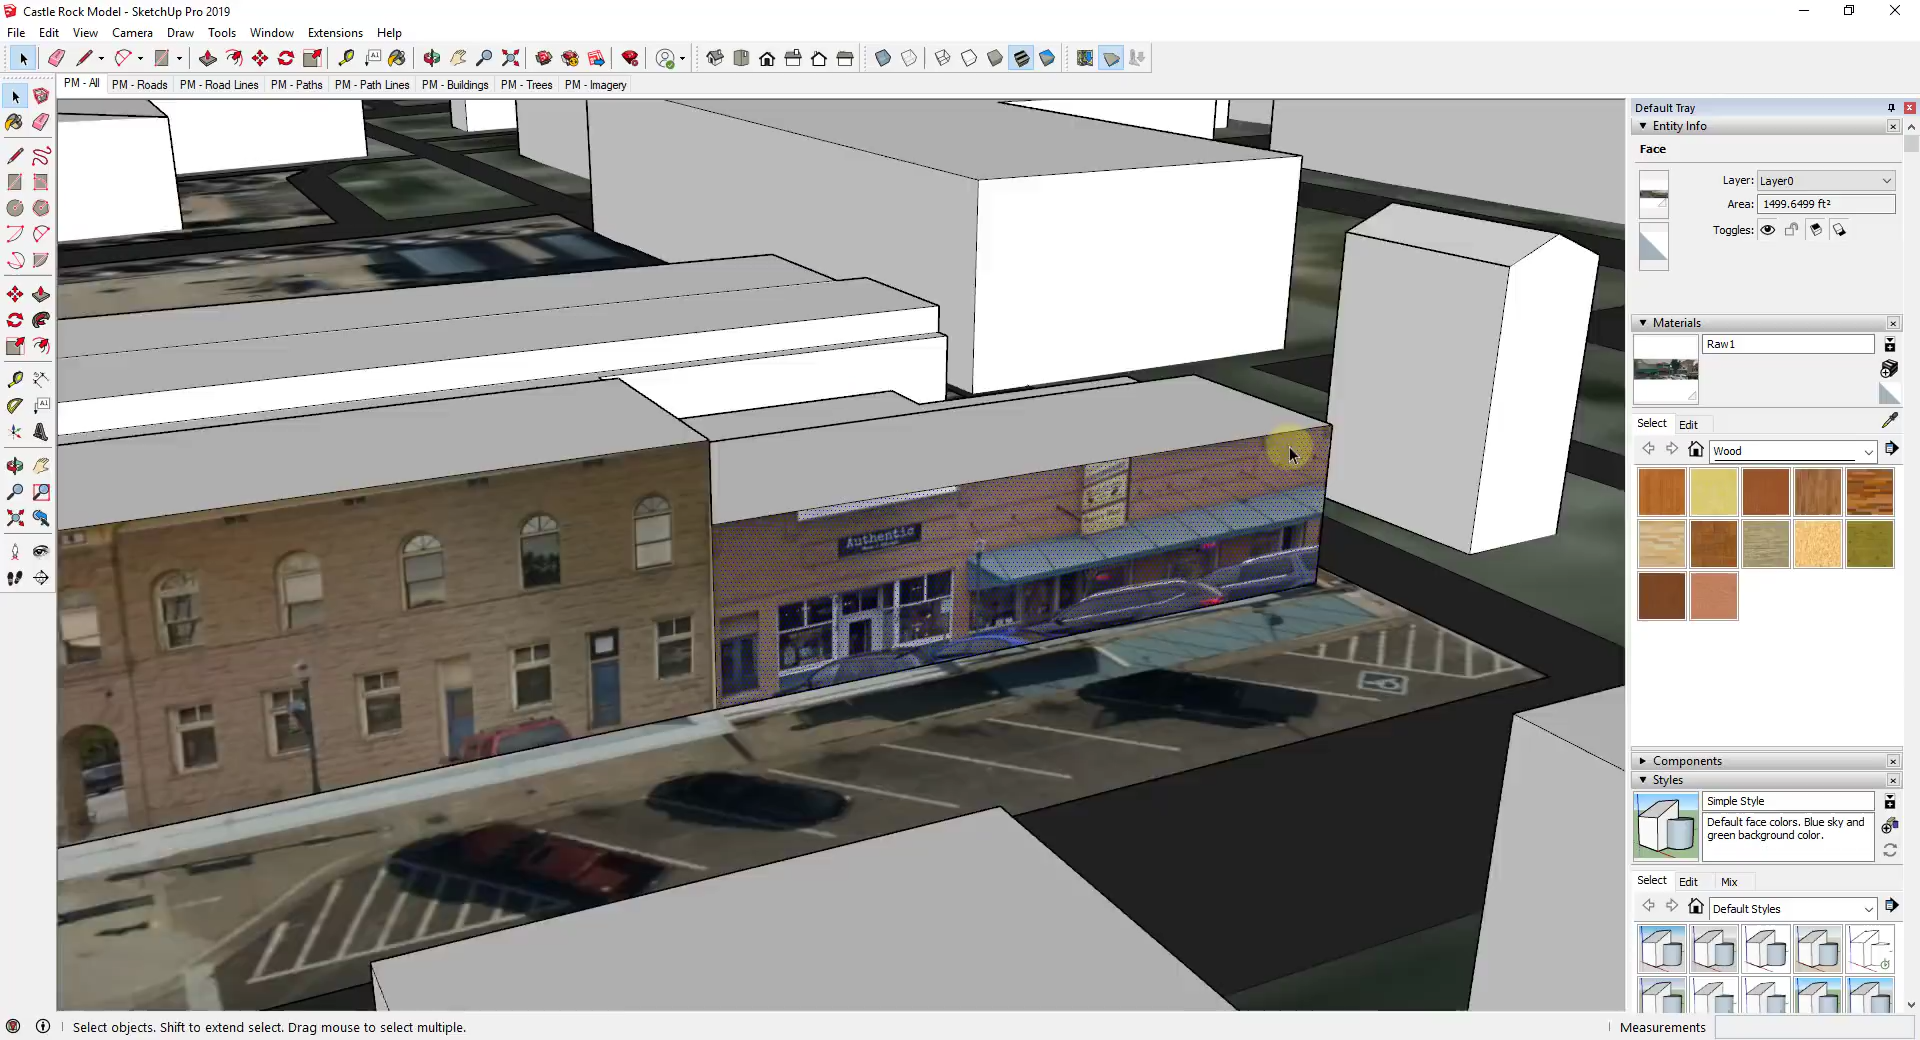 Castle Rock Model - SketchUp Pro 2019
File Edit View Camera Draw Tools Window Extensions Help
PM - All PM - Roads PM - Road Lines PM - Paths PM - Path Lines PM - Buildings PM - Trees PM - Imagery
Default Tray
Entity Info
Face
Layer: Layer0
Area: 1499.6499 ft²
Toggles:
Materials
Raw1
Select Edit
Wood
Authentic
Components
Styles
Simple Style
Default face colors. Blue sky and
green background color.
Select Edit Mix
Default Styles
Select objects. Shift to extend select. Drag mouse to select multiple.
Measurements